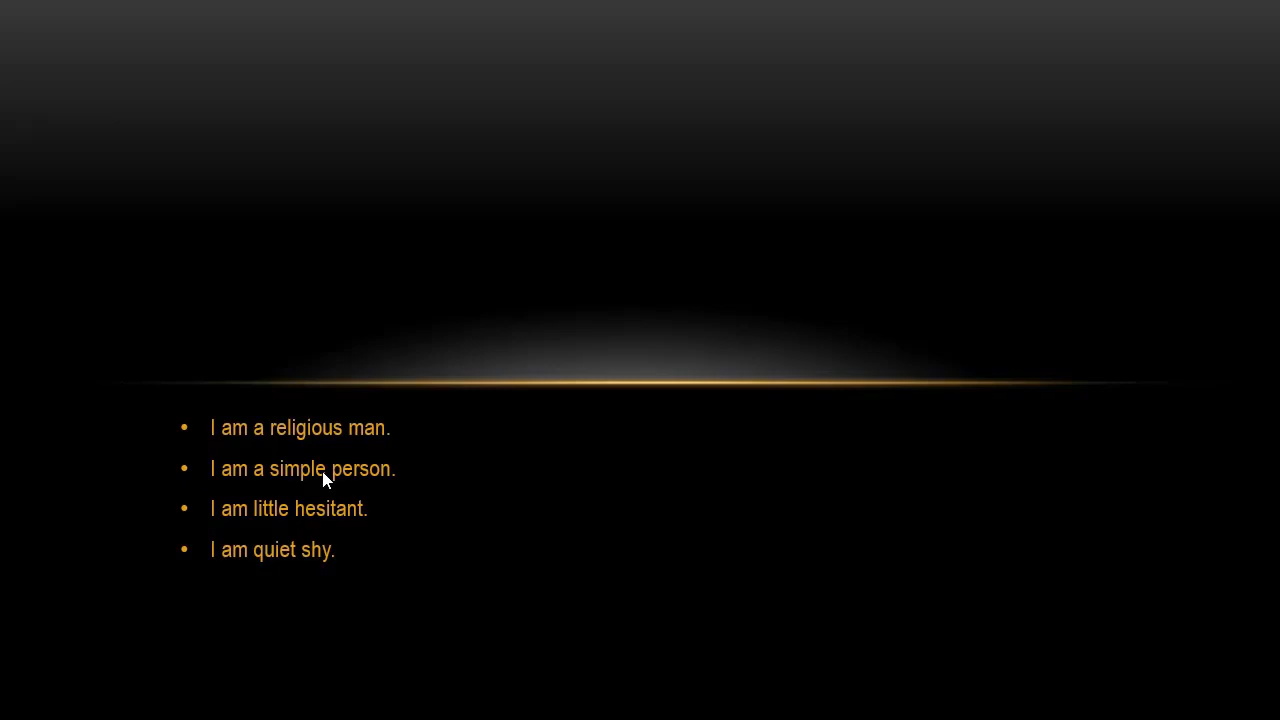 • I am a religious man.
• I am a simple person.
• I am little hesitant.
• I am quiet shy.